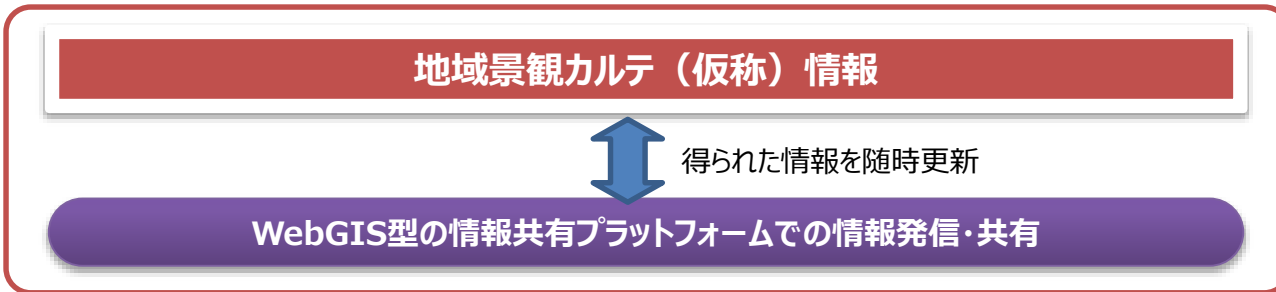 地域景観カルテ（仮称）情報
得られた情報を随時更新
WebGIS型の情報共有プラットフォームでの情報発信・共有